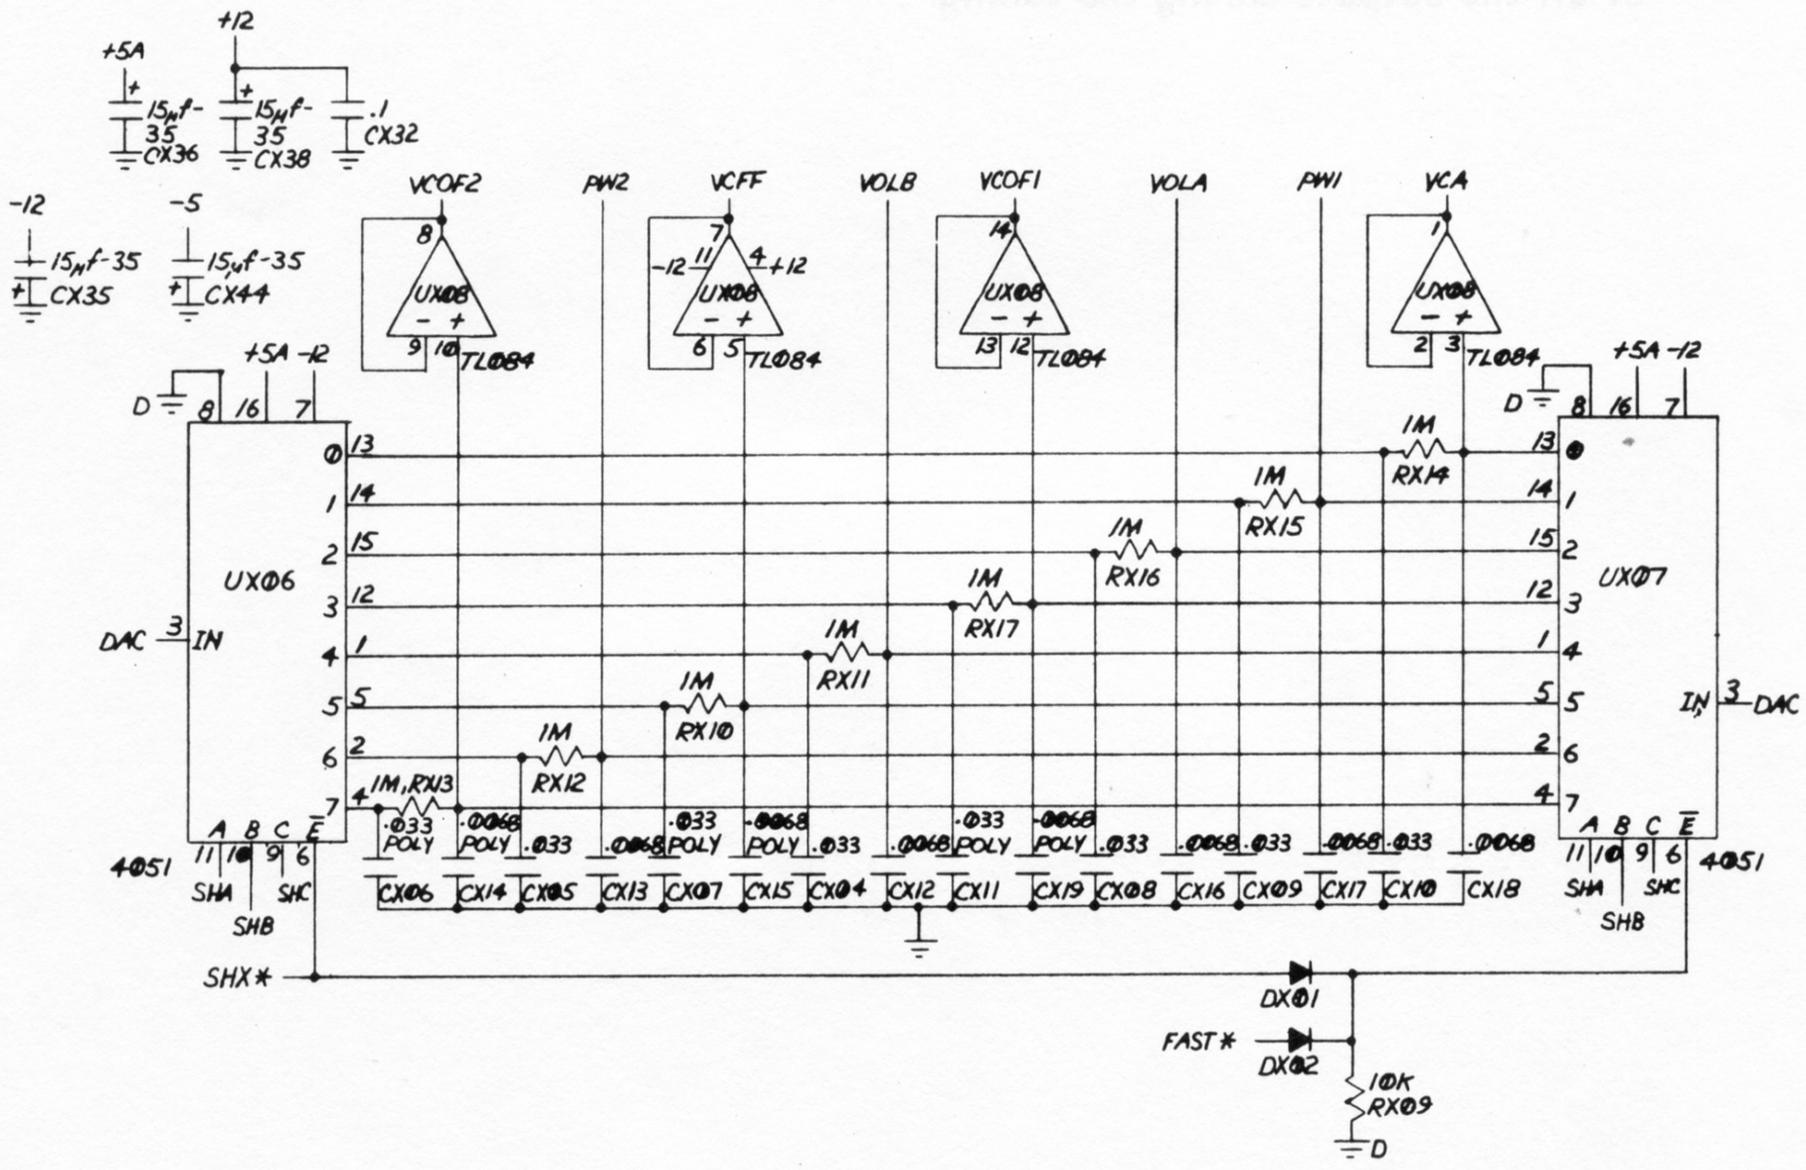 +12
+5A
+
15µf-
35
CX36
+
15µf-
35
CX38
.1
CX32
-12
15µf-35
+
CX35
-5
15µf-35
+
CX44
VCOF2
PW2
VCFF
VOLB
VCOF1
VOLA
PW1
VCA
8
UX08
- +
9 10
TL084
7
-12 11
4 +12
UX08
- +
6 5
TL084
14
UX08
- +
13 12
TL084
1
UX08
- +
2 3
TL084
+5A -12
D
8 16 7
0 13
1 14
2 15
3 12
4 1
5 5
6 2
7 4
UX06
DAC 3 IN
A B C E
11 10 9 6
4051
SHA
SHB
SHC
+5A -12
D
8 16 7
13 0
14 1
15 2
12 3
1 4
5 5
2 6
4 7
UX07
IN 3 DAC
A B C E
11 10 9 6
4051
SHA
SHB
SHC
1M
RX14
1M
RX15
1M
RX16
1M
RX17
1M
RX11
1M
RX10
1M
RX12
1M, RX13
.033
POLY
CX06
.0068
POLY
CX14
.033
CX05
.0068
CX13
.033
POLY
CX07
.0068
POLY
CX15
.033
CX04
.0068
CX12
.033
POLY
CX11
.0068
POLY
CX19
.033
CX08
.0068
CX16
.033
CX09
.0068
CX17
.033
CX10
.0068
CX18
SHX*
DX01
FAST*
DX02
10K
RX09
D